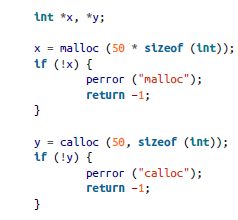 int *x, *y;
x = malloc (50 * sizeof (int));
if (!x) {
perror ("malloc");
return -1;
}
y = calloc (50, sizeof (int));
if (!y) {
perror ("calloc");
return -1;
}